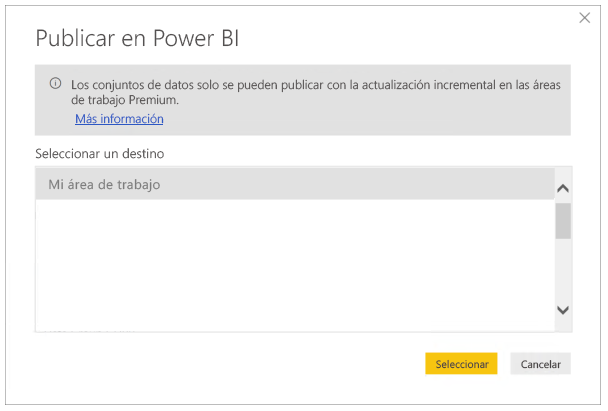 Publicar en Power BI
Los conjuntos de datos solo se pueden publicar con la actualización incremental en las áreas
de trabajo Premium.
Más información
Seleccionar un destino
Mi área de trabajo
Seleccionar
Cancelar